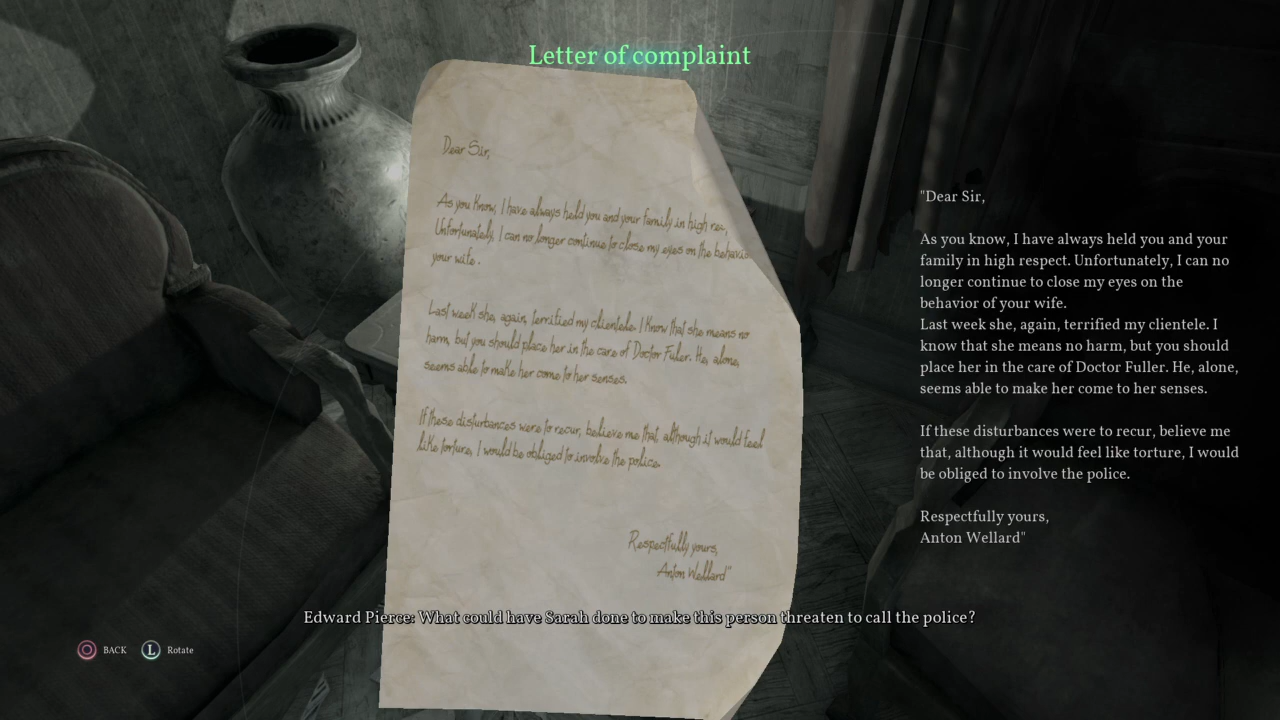 Letter of complaint
Dear Sir,
As you know, I have always held you and your family in high res
Unfortunately, I can no longer continue to close my eyes on the behavio
your wife.
Last week she, again, terrified my clientele. I know that she means no
harm, but you should place her in the care of Doctor Fuller. He, alone,
seems able to make her come to her senses.
If these disturbances were to recur, believe me that, although it would feel
like torture, I would be obliged to involve the police.
Respectfully yours,
Anton Wellard"
"Dear Sir,
As you know, I have always held you and your
family in high respect. Unfortunately, I can no
longer continue to close my eyes on the
behavior of your wife.
Last week she, again, terrified my clientele. I
know that she means no harm, but you should
place her in the care of Doctor Fuller. He, alone,
seems able to make her come to her senses.
If these disturbances were to recur, believe me
that, although it would feel like torture, I would
be obliged to involve the police.
Respectfully yours,
Anton Wellard"
Edward Pierce: What could have Sarah done to make this person threaten to call the police?
BACK
L Rotate